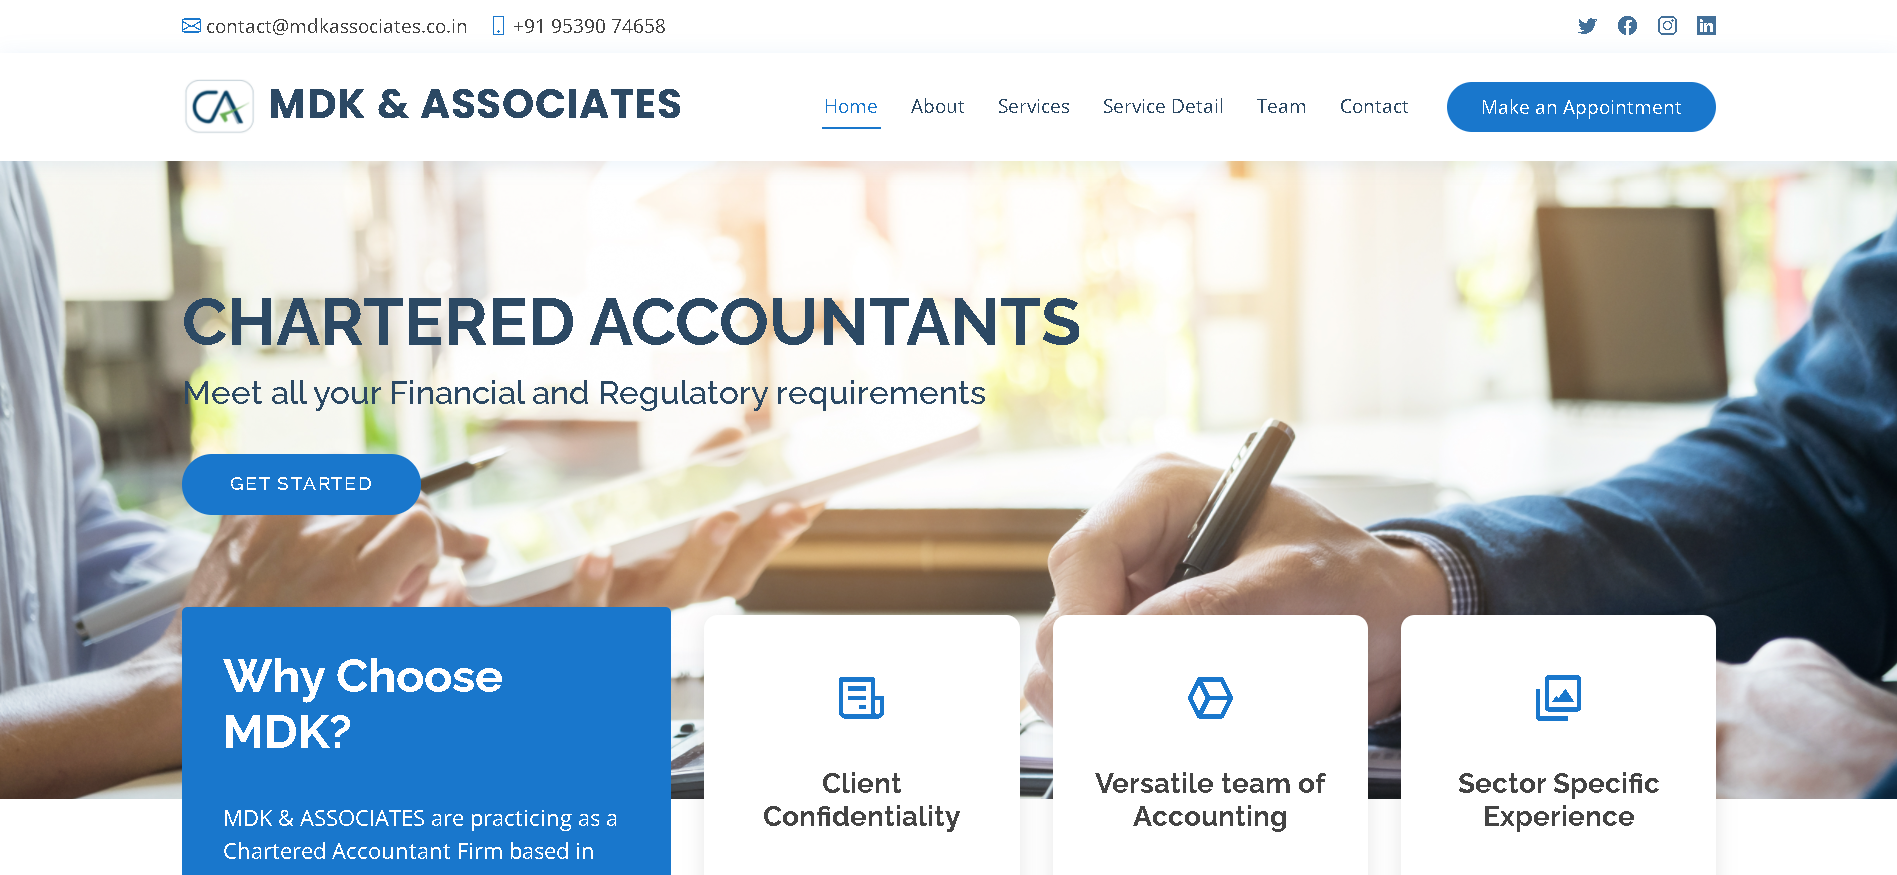 contact@mdkassociates.co.in +91 95390 74658
CA MDK & ASSOCIATES
Home About Services Service Detail Team Contact Make an Appointment
CHARTERED ACCOUNTANTS
Meet all your Financial and Regulatory requirements
GET STARTED
Why Choose
MDK?
MDK & ASSOCIATES are practicing as a
Chartered Accountant Firm based in
Client
Confidentiality
Versatile team of
Accounting
Sector Specific
Experience